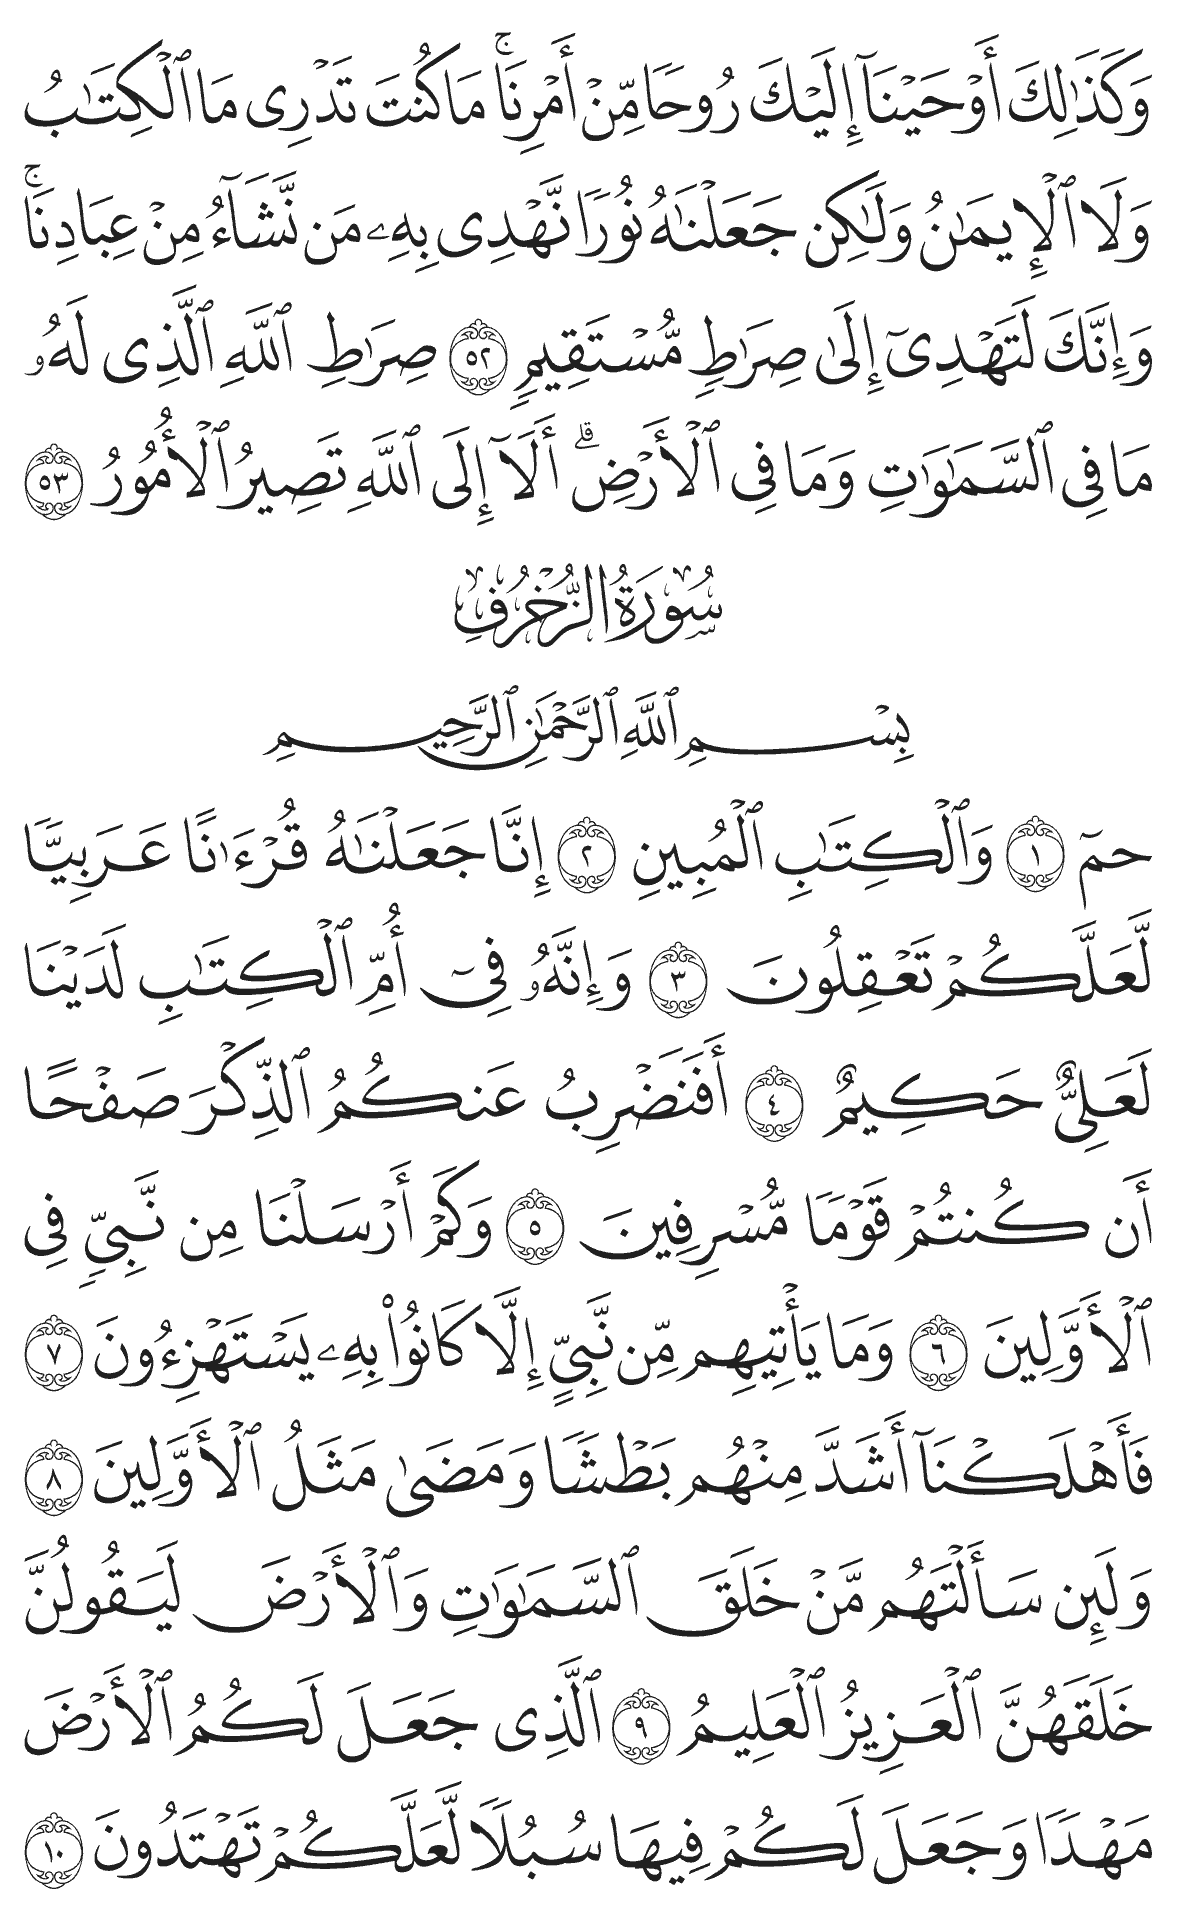 وَكَذَٰلِكَ أَوْحَيْنَآ إِلَيْكَ رُوحًا مِّنْ أَمْرِنَا ۚ مَا كُنتَ تَدْرِى مَا ٱلْكِتَـٰبُ
وَلَا ٱلْإِيمَـٰنُ وَلَـٰكِن جَعَلْنَـٰهُ نُورًا نَّهْدِى بِهِۦ مَن نَّشَآءُ مِنْ عِبَادِنَا ۚ
وَإِنَّكَ لَتَهْدِىٓ إِلَىٰ صِرَٰطٍ مُّسْتَقِيمٍ ٥٢ صِرَٰطِ ٱللَّهِ ٱلَّذِى لَهُۥ
مَا فِى ٱلسَّمَـٰوَٰتِ وَمَا فِى ٱلْأَرْضِ ۗ أَلَآ إِلَى ٱللَّهِ تَصِيرُ ٱلْأُمُورُ ٥٣
سُورَةُ الزُّخْرُفِ
بِسْمِ ٱللَّهِ ٱلرَّحْمَـٰنِ ٱلرَّحِيمِ
حمٓ ١ وَٱلْكِتَـٰبِ ٱلْمُبِينِ ٢ إِنَّا جَعَلْنَـٰهُ قُرْءَٰنًا عَرَبِيًّا
لَّعَلَّكُمْ تَعْقِلُونَ ٣ وَإِنَّهُۥ فِىٓ أُمِّ ٱلْكِتَـٰبِ لَدَيْنَا
لَعَلِىٌّ حَكِيمٌ ٤ أَفَنَضْرِبُ عَنكُمُ ٱلذِّكْرَ صَفْحًا
أَن كُنتُمْ قَوْمًا مُّسْرِفِينَ ٥ وَكَمْ أَرْسَلْنَا مِن نَّبِىٍّ فِى
ٱلْأَوَّلِينَ ٦ وَمَا يَأْتِيهِم مِّن نَّبِىٍّ إِلَّا كَانُوا۟ بِهِۦ يَسْتَهْزِءُونَ ٧
فَأَهْلَكْنَآ أَشَدَّ مِنْهُم بَطْشًا وَمَضَىٰ مَثَلُ ٱلْأَوَّلِينَ ٨
وَلَئِن سَأَلْتَهُم مَّنْ خَلَقَ ٱلسَّمَـٰوَٰتِ وَٱلْأَرْضَ لَيَقُولُنَّ
خَلَقَهُنَّ ٱلْعَزِيزُ ٱلْعَلِيمُ ٩ ٱلَّذِى جَعَلَ لَكُمُ ٱلْأَرْضَ
مَهْدًا وَجَعَلَ لَكُمْ فِيهَا سُبُلًا لَّعَلَّكُمْ تَهْتَدُونَ ١٠